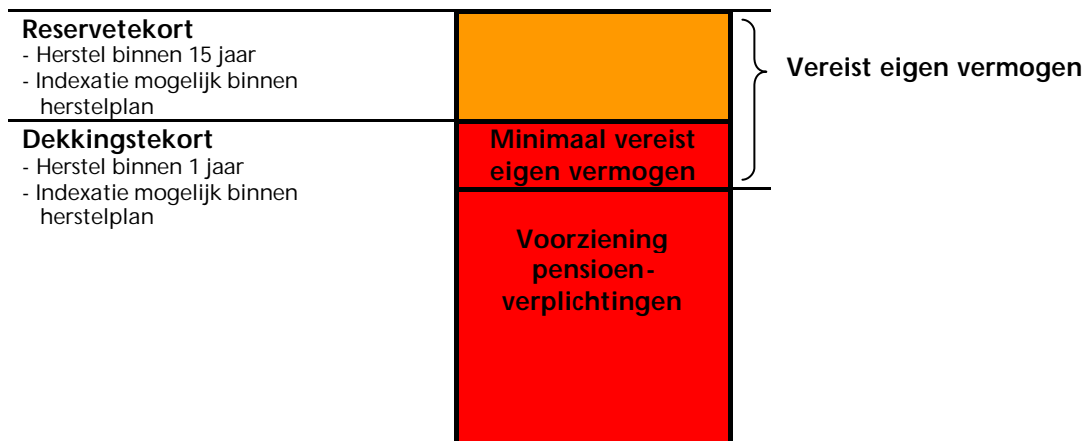 Reservetekort
- Herstel binnen 15 jaar
- Indexatie mogelijk binnen
herstelplan
Vereist eigen vermogen
Dekkingstekort
- Herstel binnen 1 jaar
- Indexatie mogelijk binnen
herstelplan
Minimaal vereist
eigen vermogen
Voorziening
pensioen-
verplichtingen